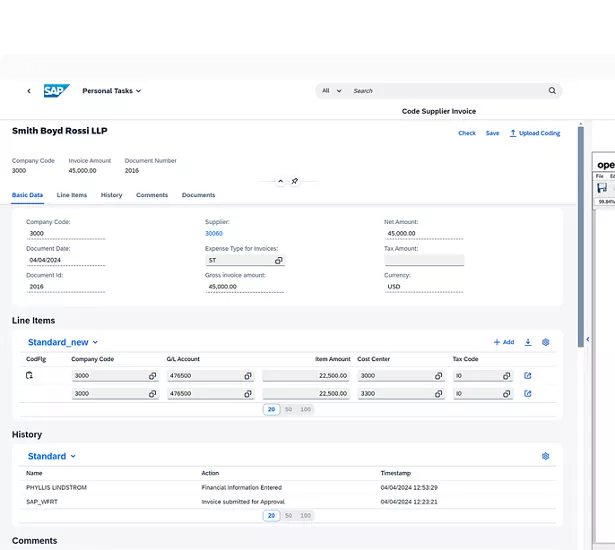 SAP Personal Tasks All Search
Code Supplier Invoice
Smith Boyd Rossi LLP
Check Save Upload Coding
Company Code Invoice Amount Document Number
3000 45,000.00 2016
Basic Data Line Items History Comments Documents
Company Code: Supplier: Net Amount:
3000 30060 45,000.00
Document Date: Expense Type for Invoices: Tax Amount:
04/04/2024 ST
Document Id: Gross invoice amount: Currency:
2016 45,000.00 USD
Line Items
Standard_new + Add
CodFlg Company Code G/L Account Item Amount Cost Center Tax Code
3000 476500 22,500.00 3000 I0
3000 476500 22,500.00 3300 I0
20 50 100
History
Standard
Name Action Timestamp
PHYLLIS LINDSTROM Financial Information Entered 04/04/2024 12:53:29
SAP_WFRT Invoice submitted for Approval 04/04/2024 12:23:21
20 50 100
Comments
ope
File Ed
99.84%